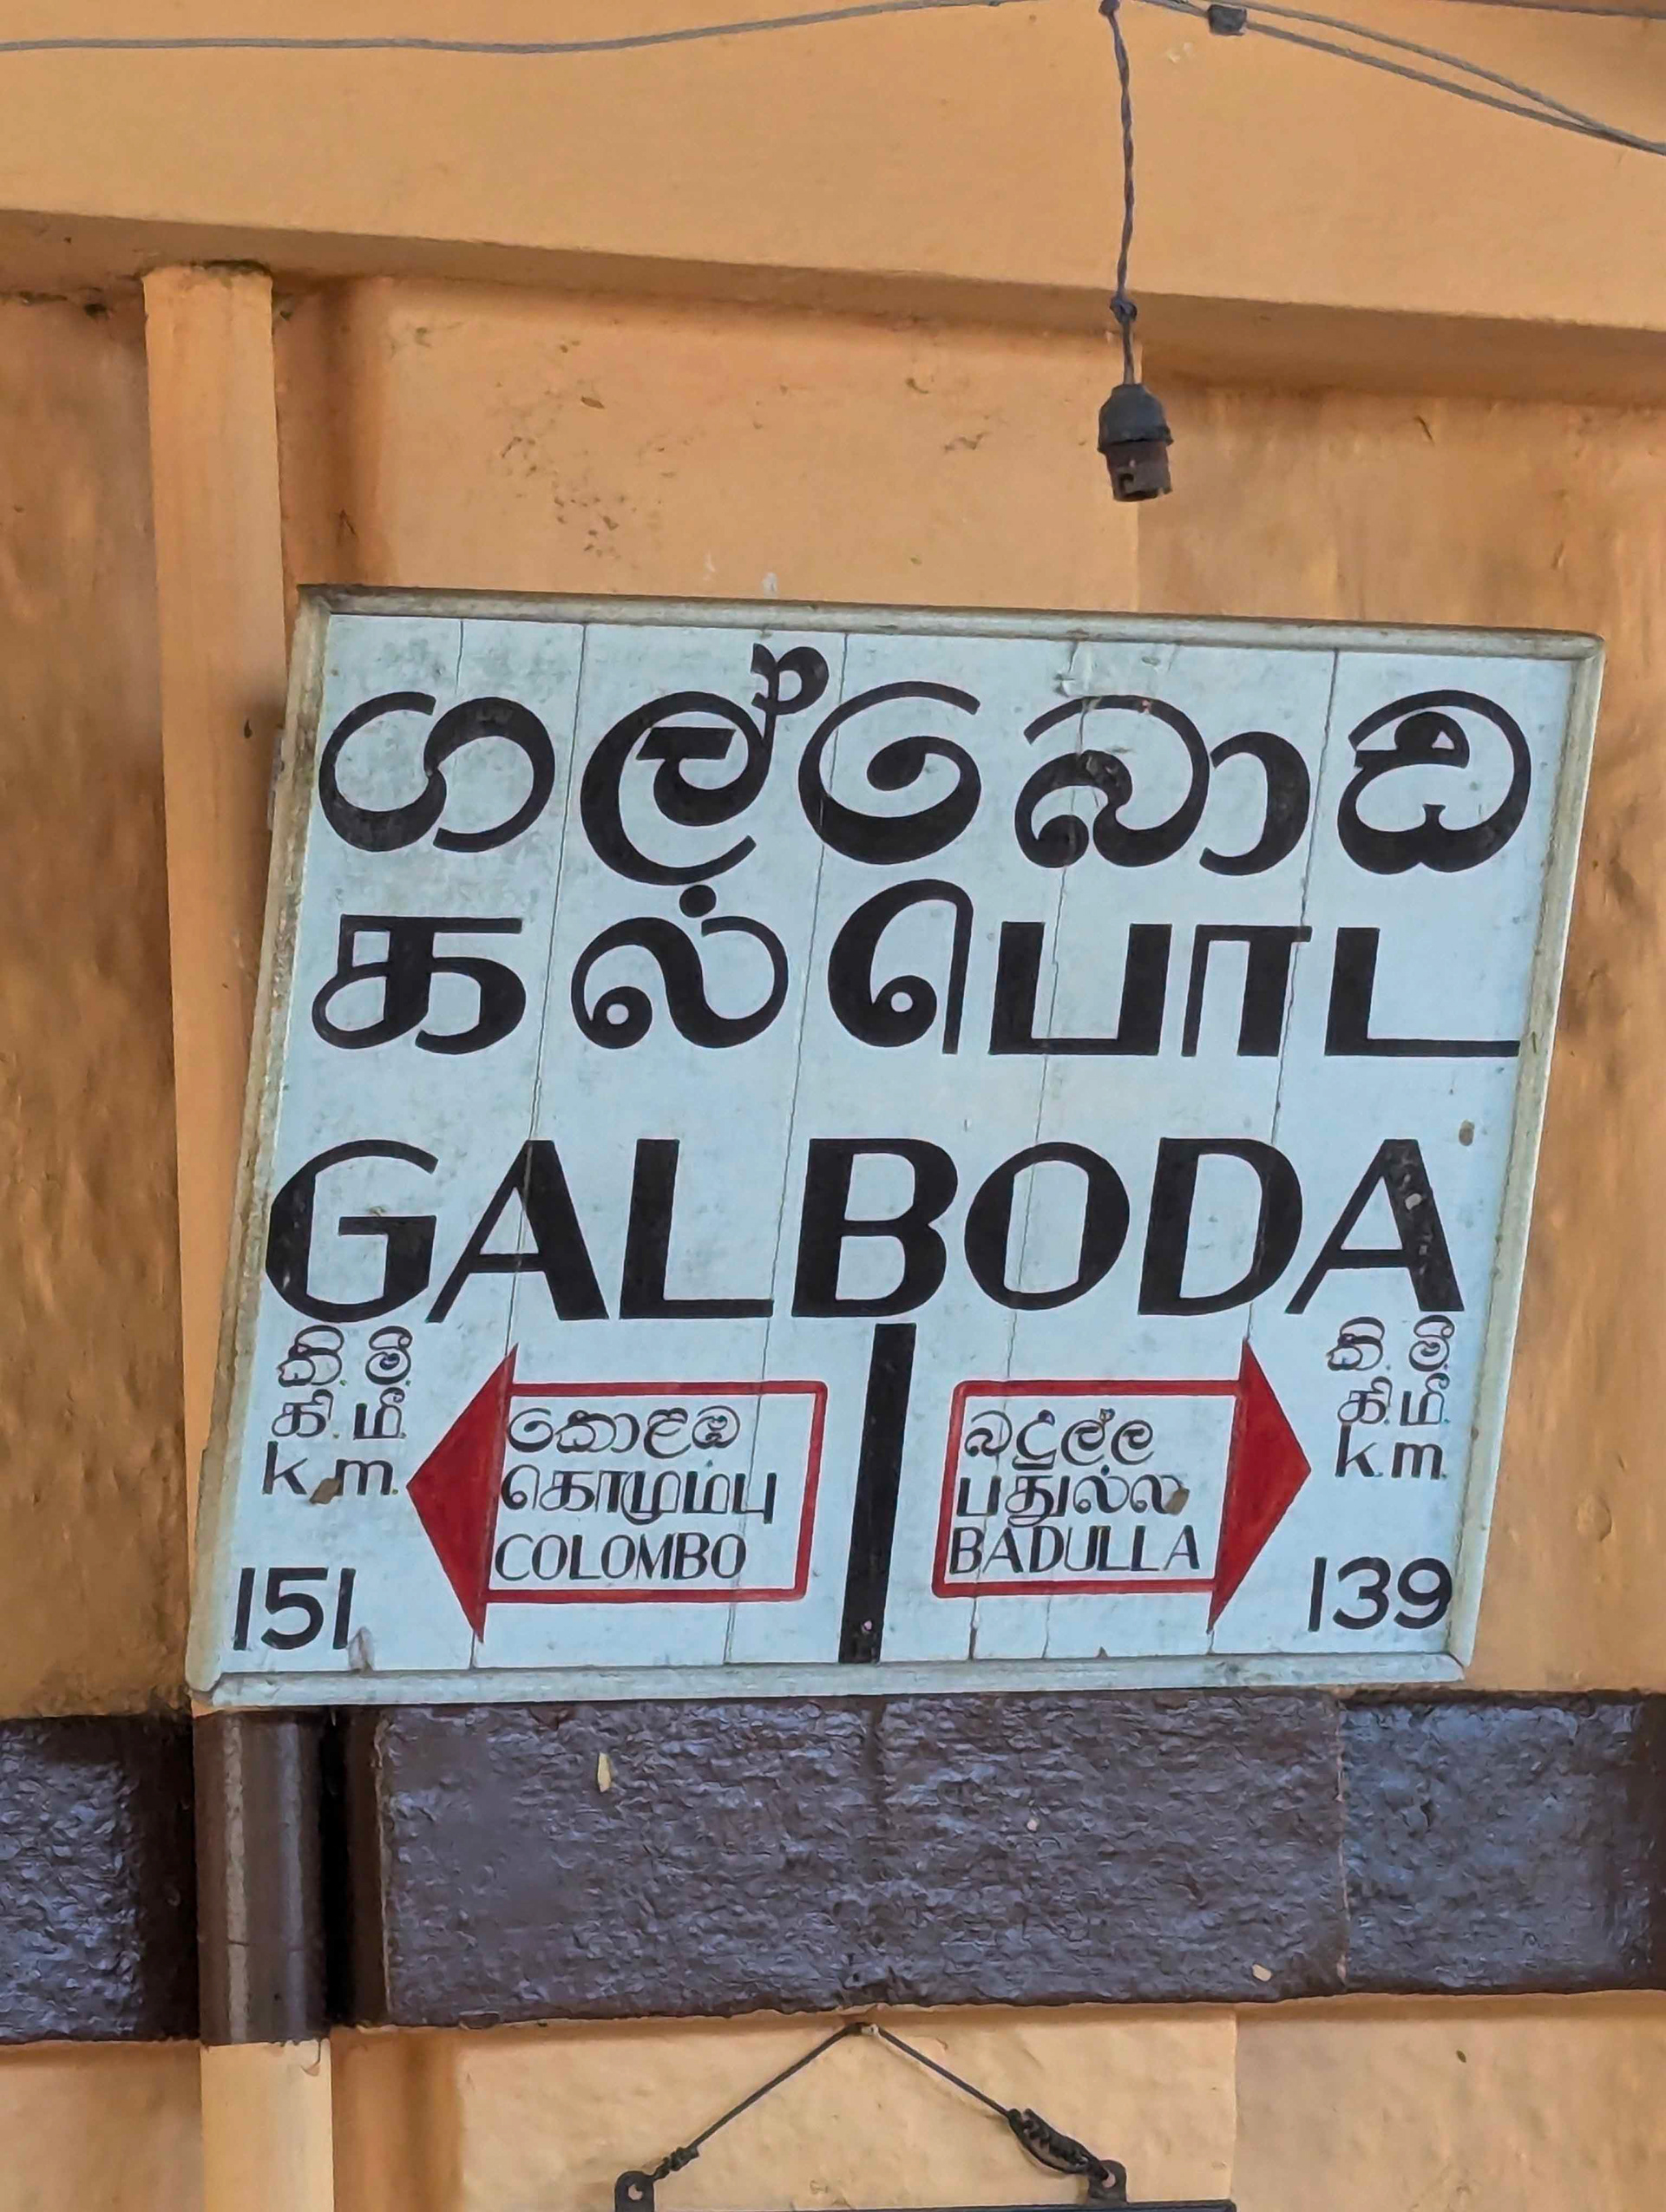 ගල්බොඩ
கல்பொட
GALBODA
කි. මී.
கி. மீ.
k.m.
151
කොළඹ
கொழும்பு
COLOMBO
බදුල්ල
பதுல்ல
BADULLA
කි. මී.
கி. மீ.
k.m.
139